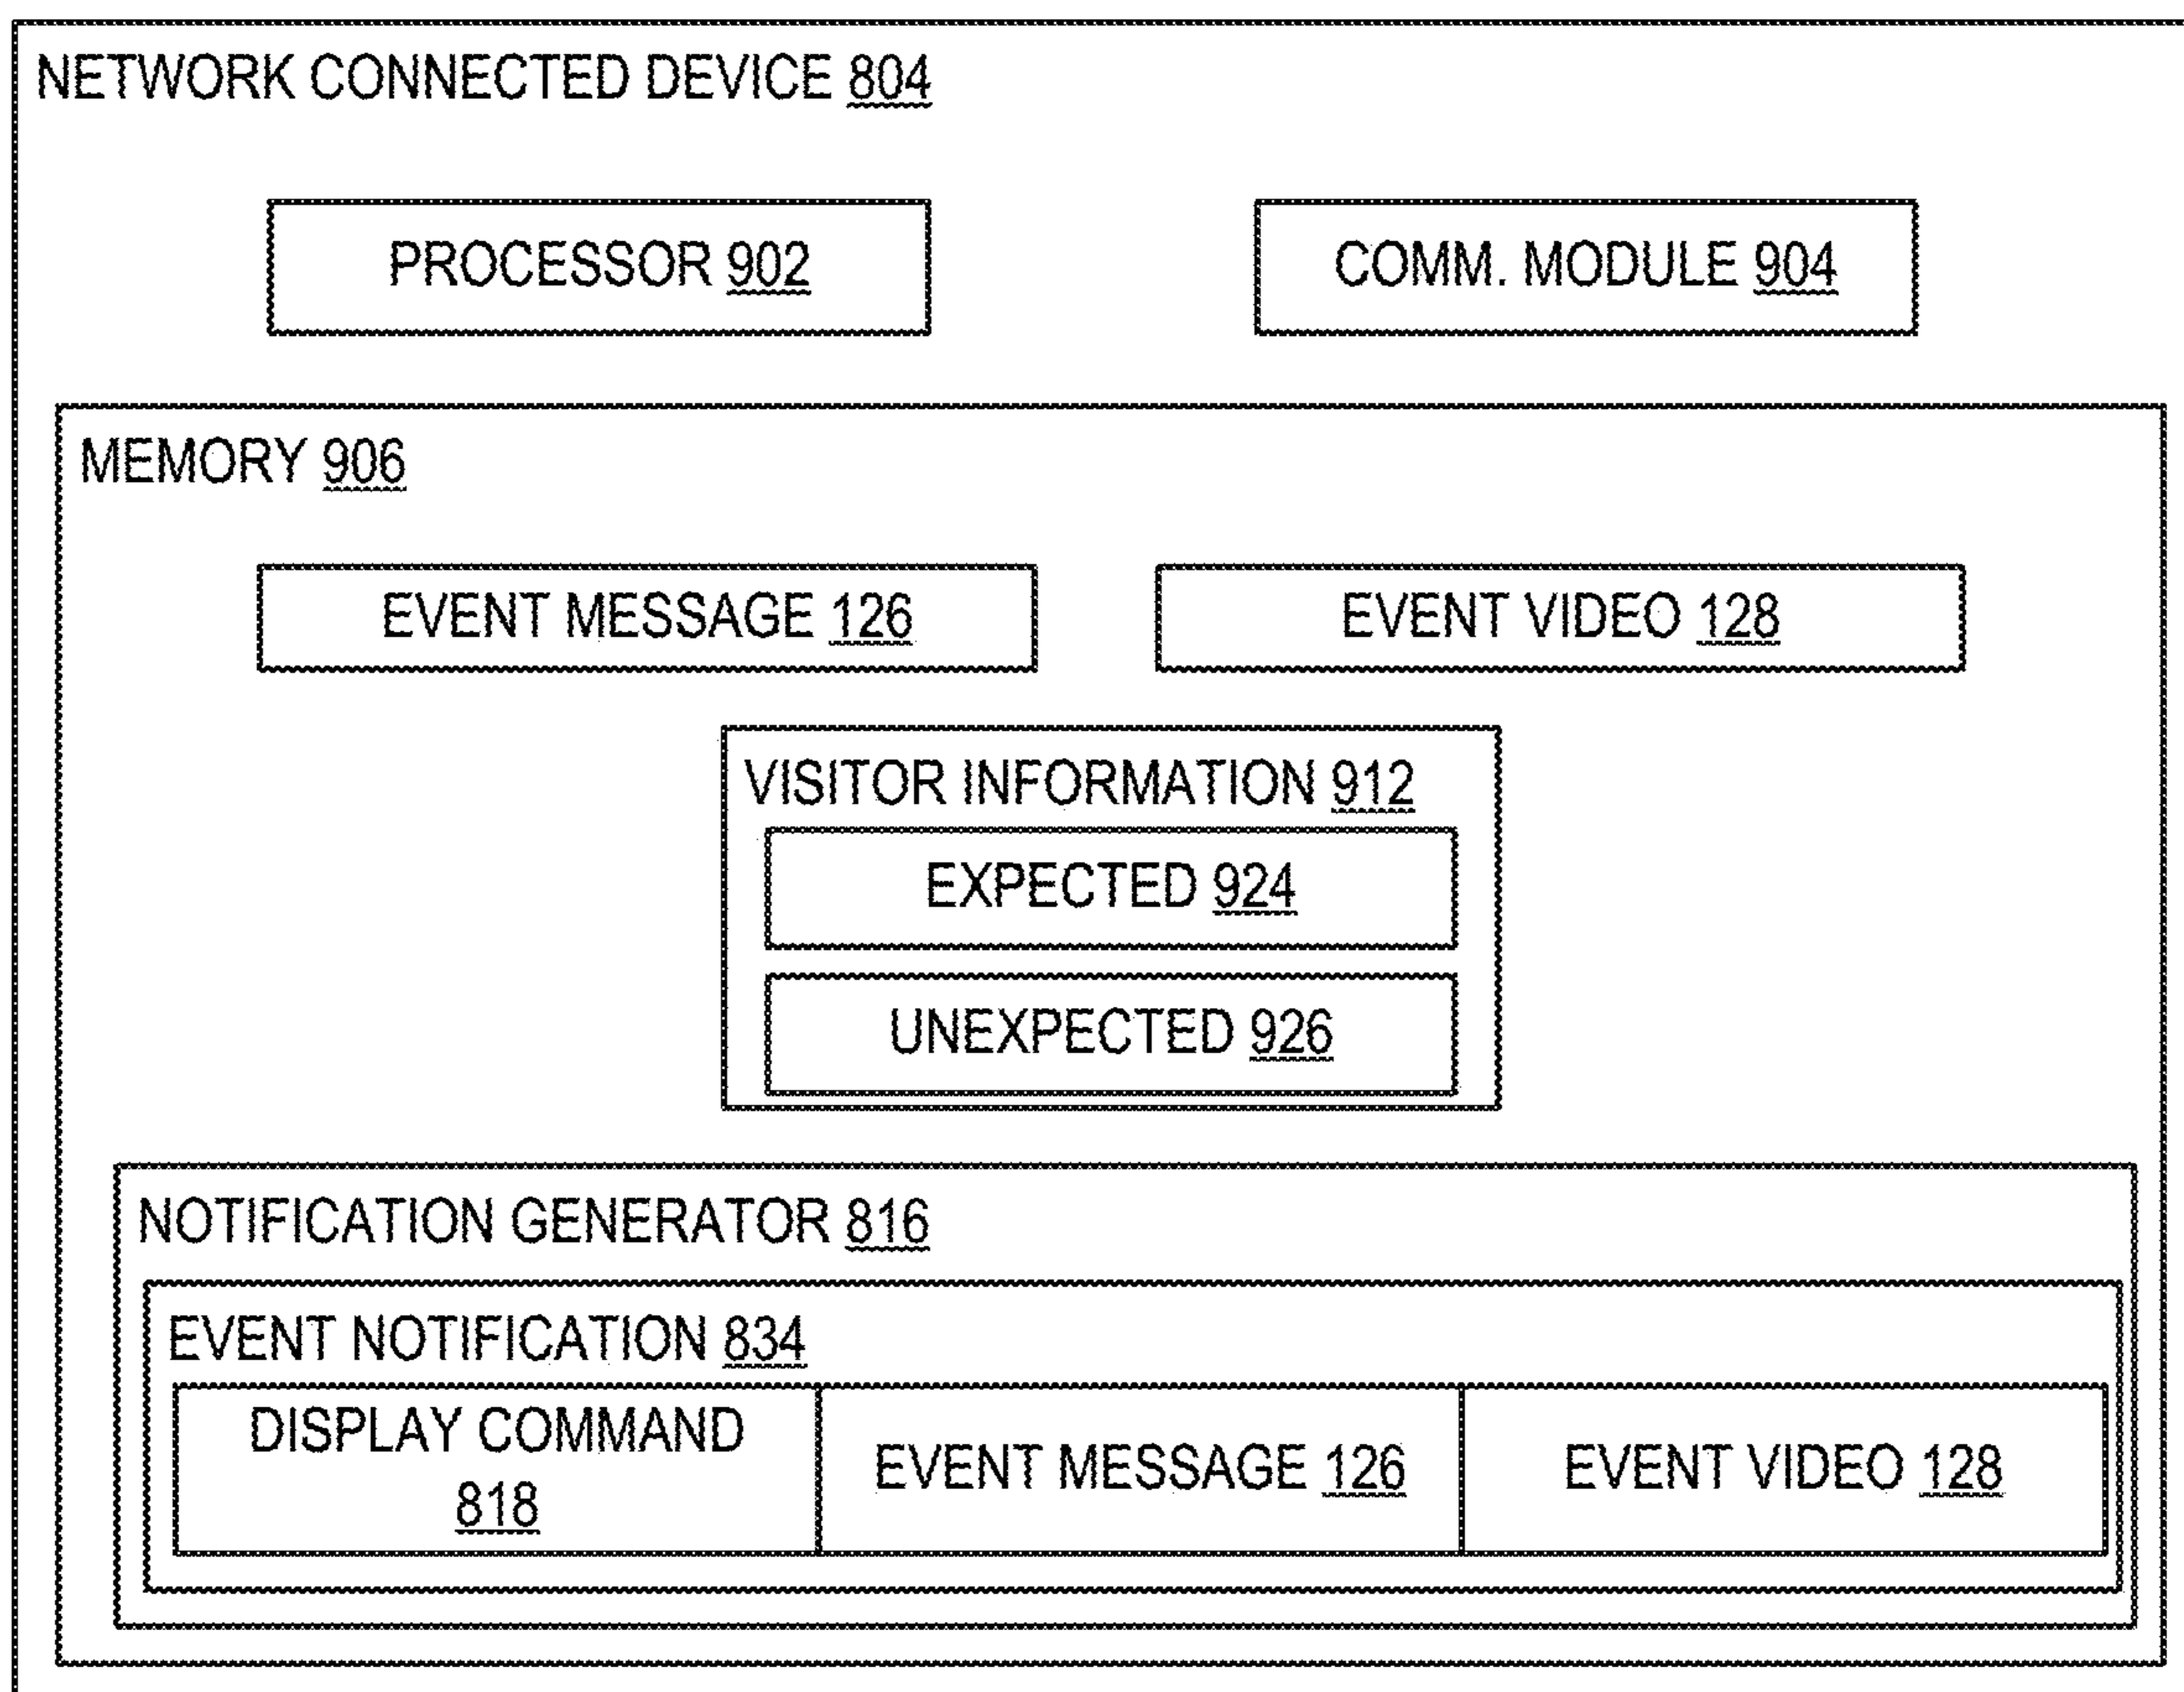 NETWORK CONNECTED DEVICE 804
PROCESSOR 902
COMM. MODULE 904
MEMORY 906
EVENT MESSAGE 126
EVENT VIDEO 128
VISITOR INFORMATION 912
EXPECTED 924
UNEXPECTED 926
NOTIFICATION GENERATOR 816
EVENT NOTIFICATION 834
DISPLAY COMMAND
818
EVENT MESSAGE 126
EVENT VIDEO 128